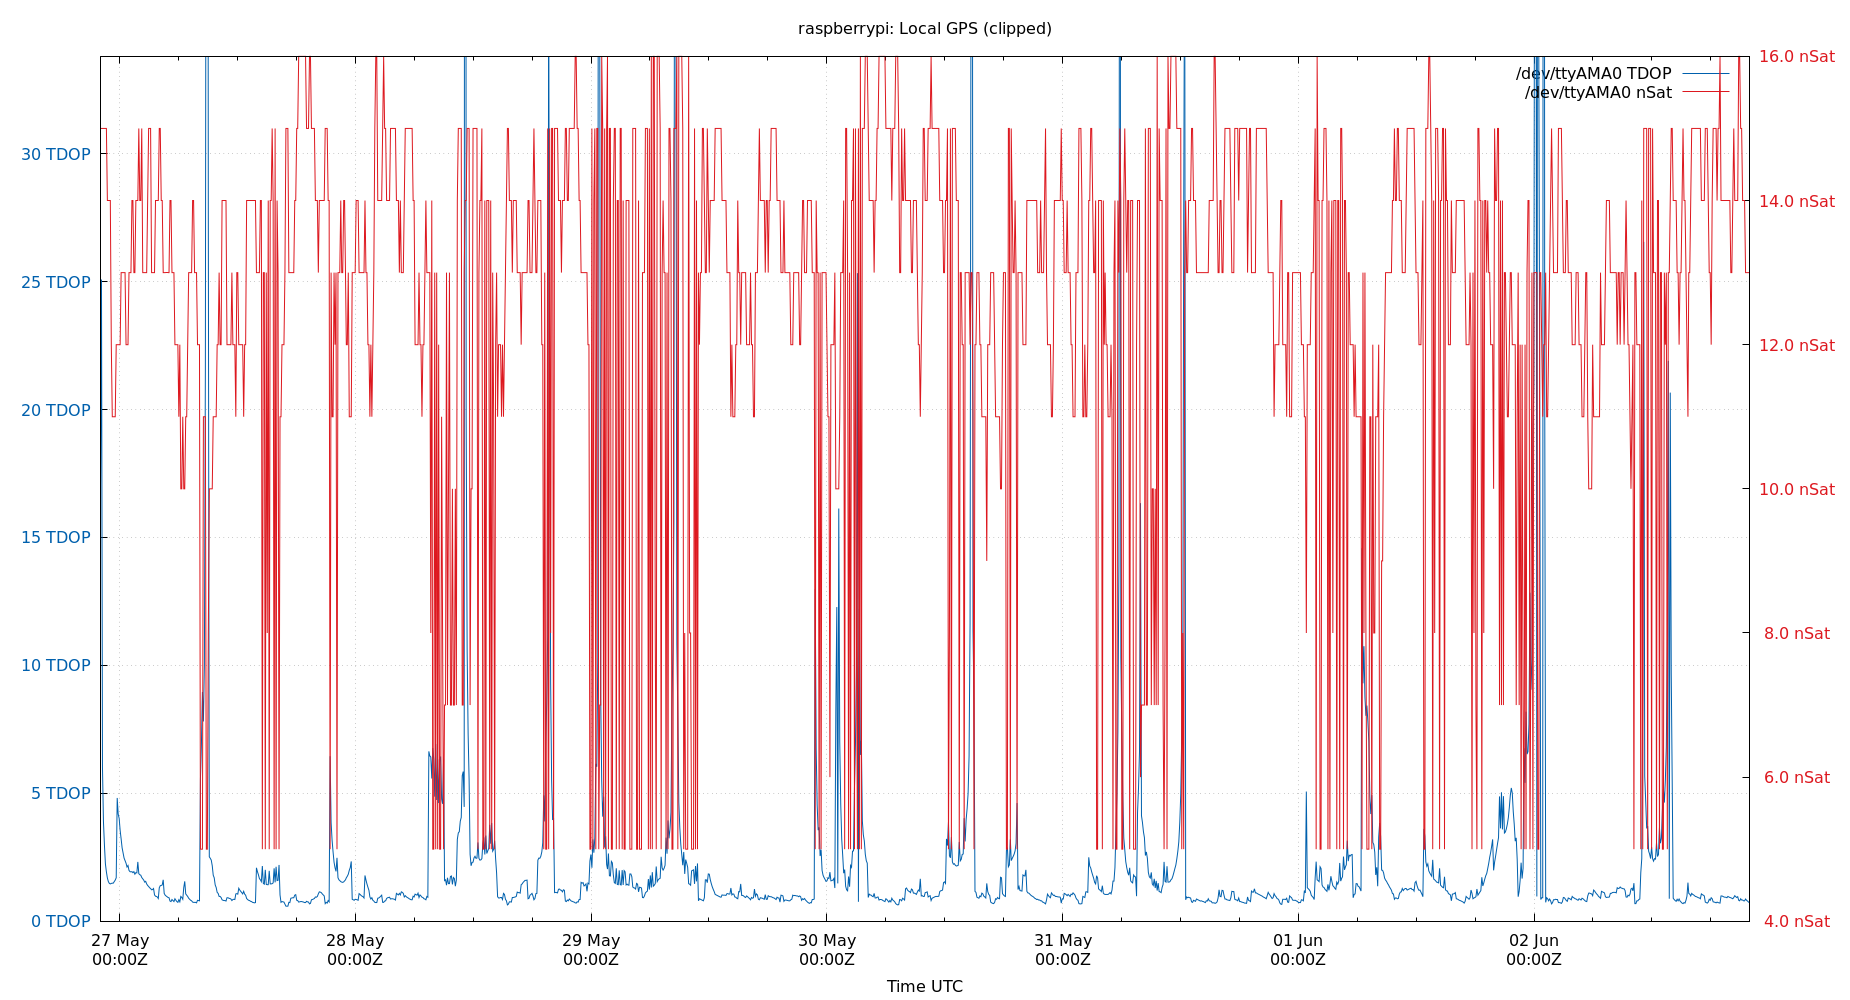 raspberrypi: Local GPS (clipped)
/dev/ttyAMA0 TDOP
/dev/ttyAMA0 nSat
30 TDOP
25 TDOP
20 TDOP
15 TDOP
10 TDOP
5 TDOP
0 TDOP
16.0 nSat
14.0 nSat
12.0 nSat
10.0 nSat
8.0 nSat
6.0 nSat
4.0 nSat
27 May
00:00Z
28 May
00:00Z
29 May
00:00Z
30 May
00:00Z
31 May
00:00Z
01 Jun
00:00Z
02 Jun
00:00Z
Time UTC